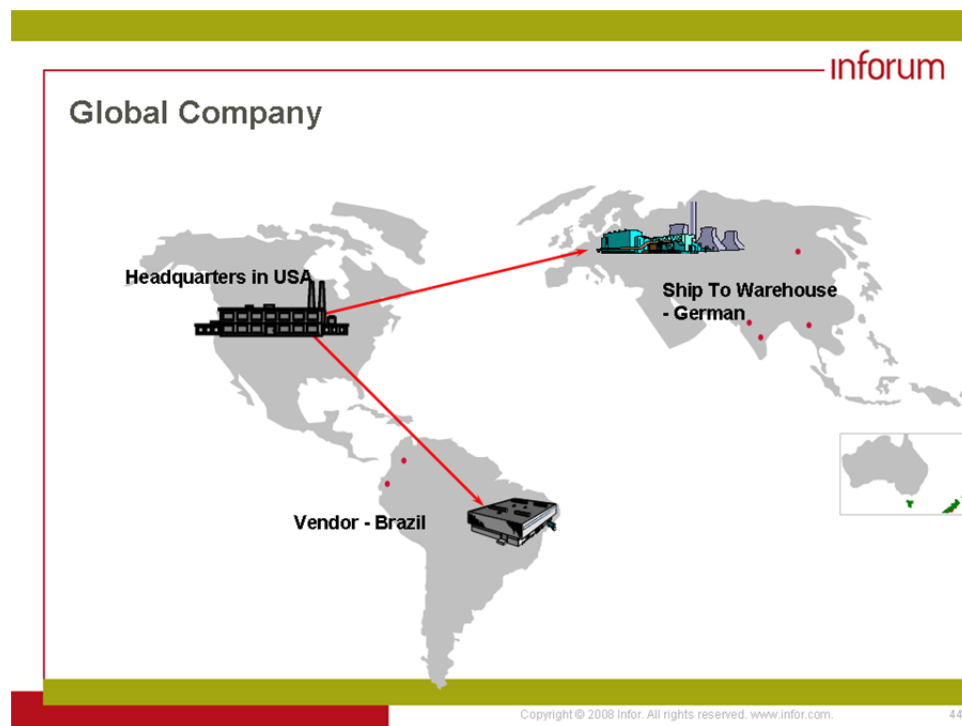 inforum
Global Company
Headquarters in USA
Ship To Warehouse
- German
Vendor - Brazil
Copyright © 2008 Infor. All rights reserved. www.infor.com.
44